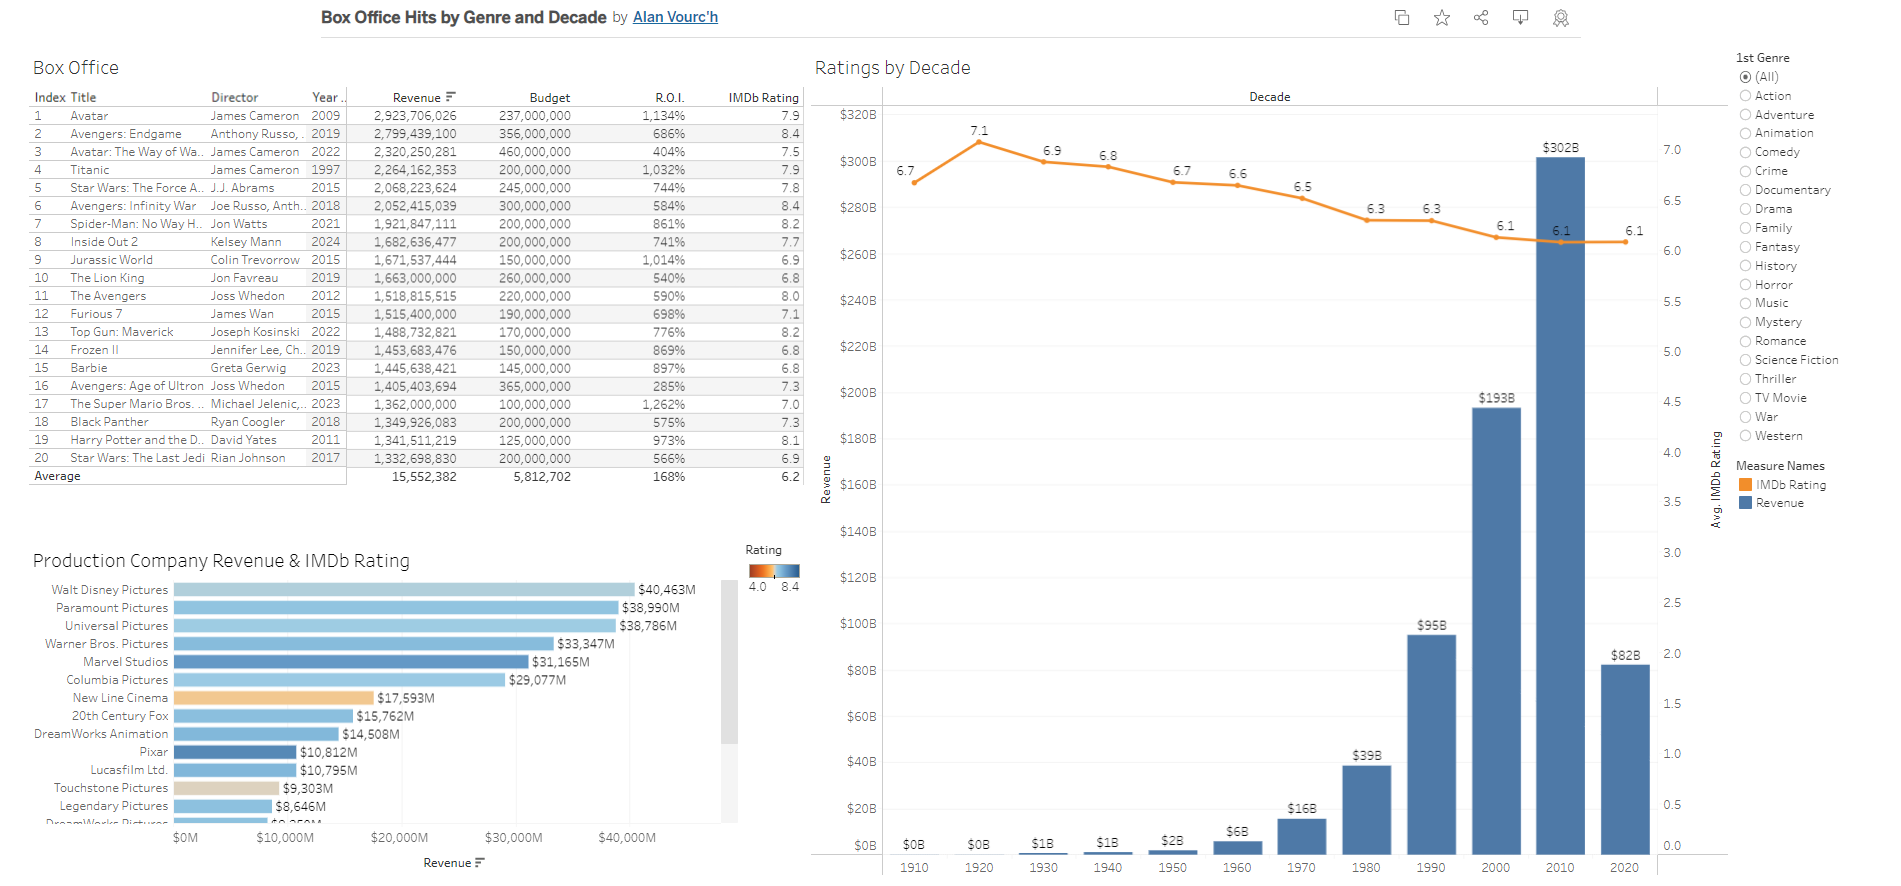 Box Office Hits by Genre and Decade by Alan Vourc'h
Box Office
Index Title Director Year .. Revenue Budget R.O.I. IMDb Rating
1 Avatar James Cameron 2009 2,923,706,026 237,000,000 1,134% 7.9
2 Avengers: Endgame Anthony Russo, . 2019 2,799,439,100 356,000,000 686% 8.4
3 Avatar: The Way of Wa.. James Cameron 2022 2,320,250,281 460,000,000 404% 7.5
4 Titanic James Cameron 1997 2,264,162,353 200,000,000 1,032% 7.9
5 Star Wars: The Force A.. J.J. Abrams 2015 2,068,223,624 245,000,000 744% 7.8
6 Avengers: Infinity War Joe Russo, Anth.. 2018 2,052,415,039 300,000,000 584% 8.4
7 Spider-Man: No Way H.. Jon Watts 2021 1,921,847,111 200,000,000 861% 8.2
8 Inside Out 2 Kelsey Mann 2024 1,682,636,477 200,000,000 741% 7.7
9 Jurassic World Colin Trevorrow 2015 1,671,537,444 150,000,000 1,014% 6.9
10 The Lion King Jon Favreau 2019 1,663,000,000 260,000,000 540% 6.8
11 The Avengers Joss Whedon 2012 1,518,815,515 220,000,000 590% 8.0
12 Furious 7 James Wan 2015 1,515,400,000 190,000,000 698% 7.1
13 Top Gun: Maverick Joseph Kosinski 2022 1,488,732,821 170,000,000 776% 8.2
14 Frozen II Jennifer Lee, Ch.. 2019 1,453,683,476 150,000,000 869% 6.8
15 Barbie Greta Gerwig 2023 1,445,638,421 145,000,000 897% 6.8
16 Avengers: Age of Ultron Joss Whedon 2015 1,405,403,694 365,000,000 285% 7.3
17 The Super Mario Bros. .. Michael Jelenic,.. 2023 1,362,000,000 100,000,000 1,262% 7.0
18 Black Panther Ryan Coogler 2018 1,349,926,083 200,000,000 575% 7.3
19 Harry Potter and the D.. David Yates 2011 1,341,511,219 125,000,000 973% 8.1
20 Star Wars: The Last Jedi Rian Johnson 2017 1,332,698,830 200,000,000 566% 6.9
Average 15,552,382 5,812,702 168% 6.2
Production Company Revenue & IMDb Rating
Rating
4.0 8.4
Walt Disney Pictures $40,463M
Paramount Pictures $38,990M
Universal Pictures $38,786M
Warner Bros. Pictures $33,347M
Marvel Studios $31,165M
Columbia Pictures $29,077M
New Line Cinema $17,593M
20th Century Fox $15,762M
DreamWorks Animation $14,508M
Pixar $10,812M
Lucasfilm Ltd. $10,795M
Touchstone Pictures $9,303M
Legendary Pictures $8,646M
DreamWorks Pictures
$0M $10,000M $20,000M $30,000M $40,000M
Revenue
Ratings by Decade
Decade
$320B
$300B
$280B
$260B
$240B
$220B
$200B
$180B
$160B
$140B
$120B
$100B
$80B
$60B
$40B
$20B
$0B
Revenue
6.7 7.1 6.9 6.8 6.7 6.6 6.5 6.3 6.3 6.1 6.1 6.1
$0B $0B $1B $1B $2B $6B $16B $39B $95B $193B $302B $82B
1910 1920 1930 1940 1950 1960 1970 1980 1990 2000 2010 2020
7.0
6.5
6.0
5.5
5.0
4.5
4.0
3.5
3.0
2.5
2.0
1.5
1.0
0.5
0.0
Avg. IMDb Rating
1st Genre
(All)
Action
Adventure
Animation
Comedy
Crime
Documentary
Drama
Family
Fantasy
History
Horror
Music
Mystery
Romance
Science Fiction
Thriller
TV Movie
War
Western
Measure Names
IMDb Rating
Revenue